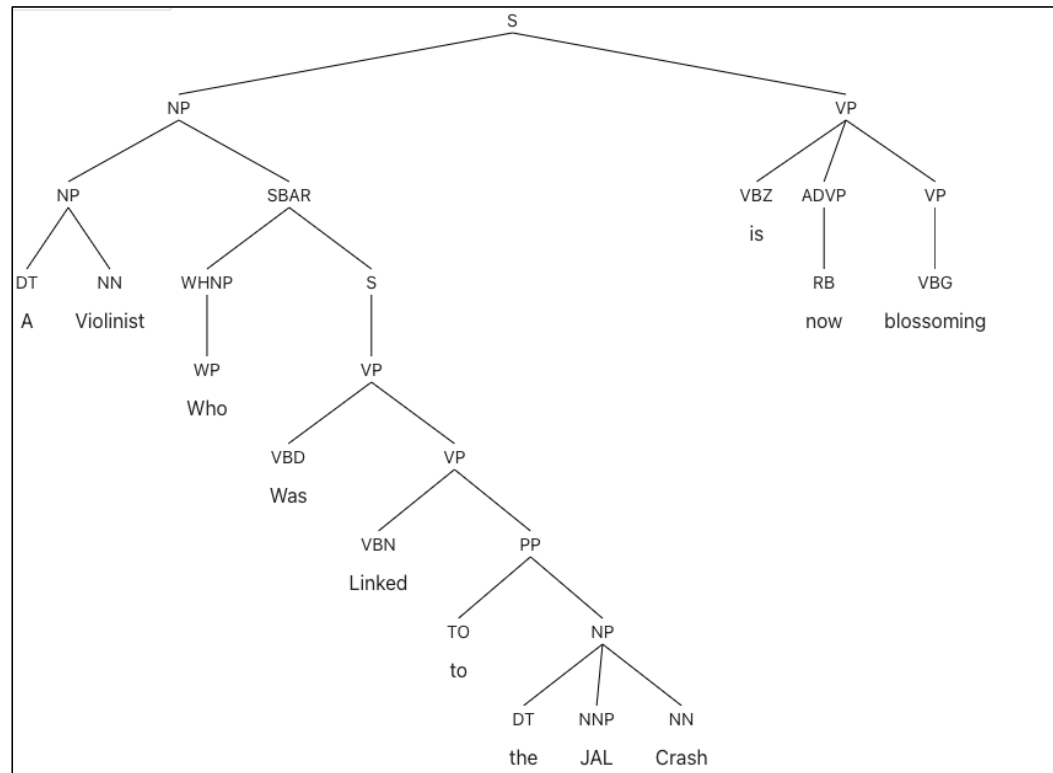 S
NP VP
NP SBAR VBZ ADVP VP
is
DT NN WHNP S RB VBG
A Violinist now blossoming
WP VP
Who
VBD VP
Was
VBN PP
Linked
TO NP
to
DT NNP NN
the JAL Crash